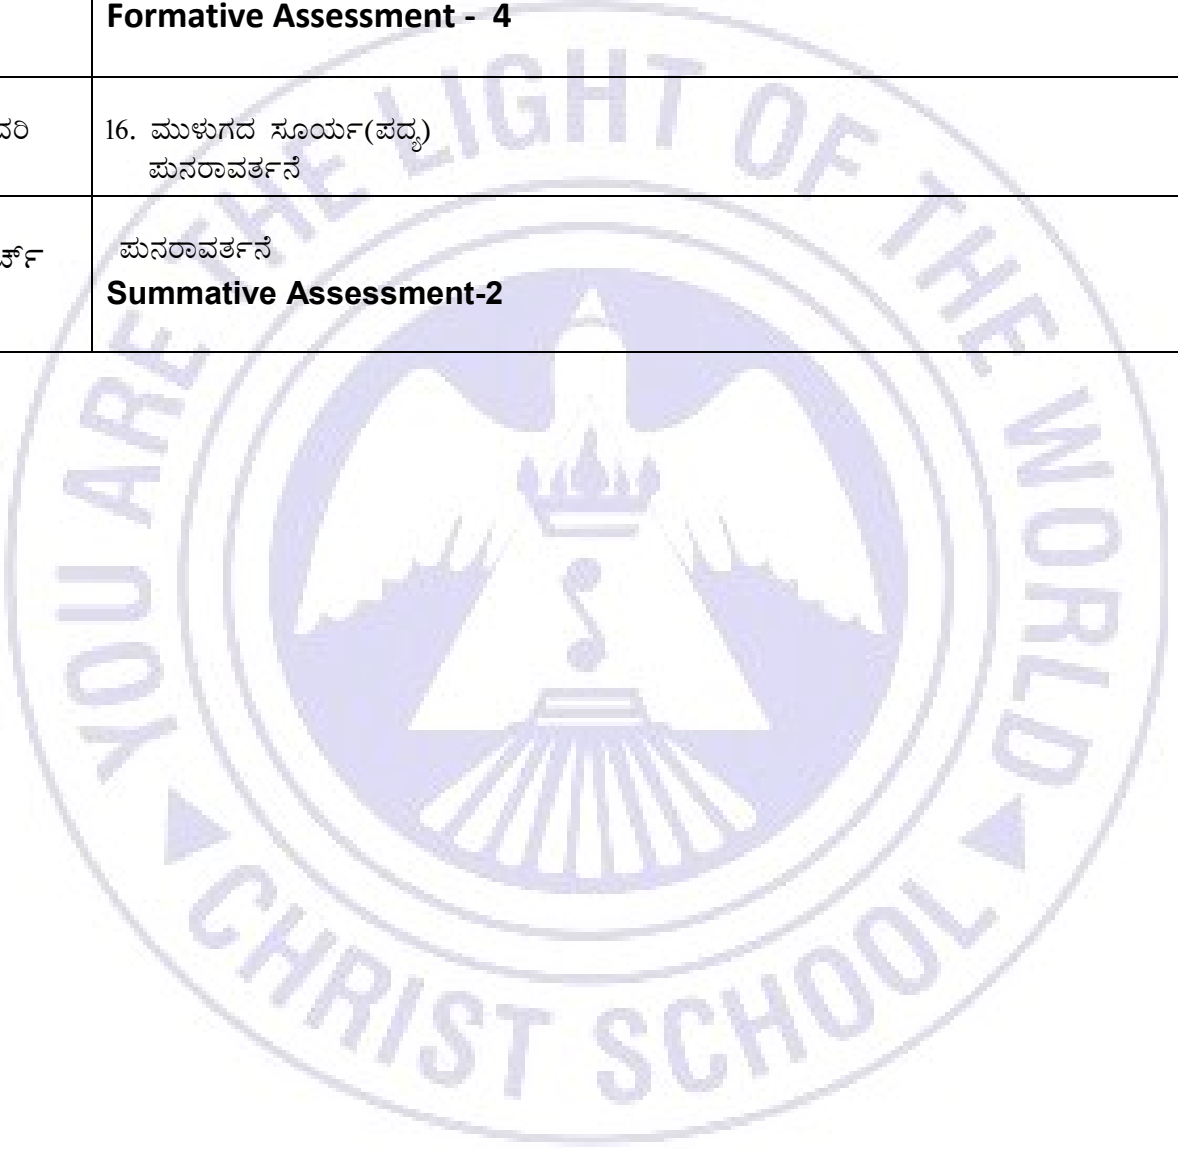 Formative Assessment - 4
ದರಿ
16. ಮುಳುಗದ ಸೂರ್ಯ(ಪದ್ಯ)
ಪುನರಾವರ್ತನೆ
ರ್ಚ್
ಪುನರಾವರ್ತನೆ
Summative Assessment-2
YOU ARE THE LIGHT OF THE WORLD
CHRIST SCHOOL